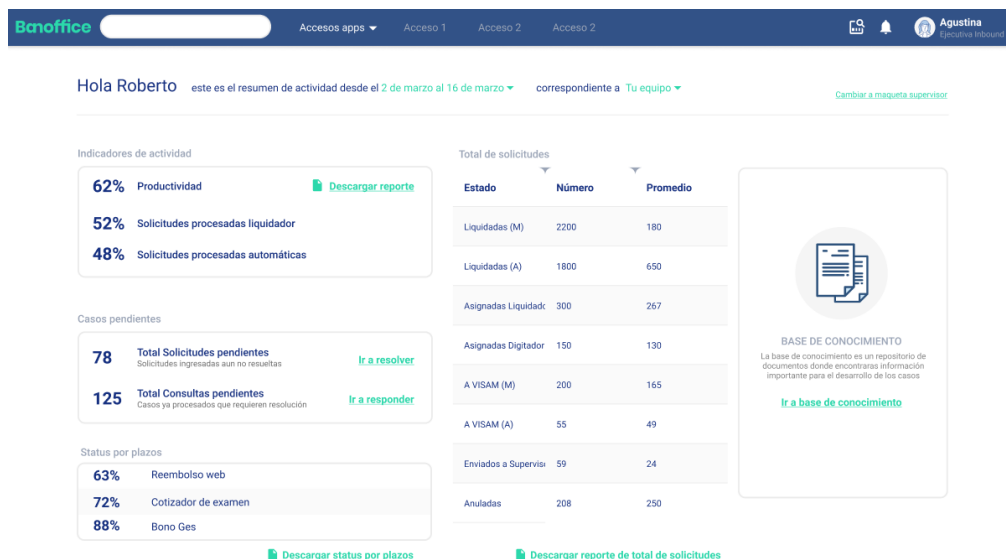 Banoffice
Accesos apps
Acceso 1
Acceso 2
Acceso 2
Agustina
Ejecutiva Inbound
Hola Roberto
este es el resumen de actividad desde el 2 de marzo al 16 de marzo
correspondiente a Tu equipo
Cambiar a maqueta supervisor
Indicadores de actividad
62% Productividad
Descargar reporte
52% Solicitudes procesadas liquidador
48% Solicitudes procesadas automáticas
Casos pendientes
78 Total Solicitudes pendientes
Solicitudes ingresadas aun no resueltas
Ir a resolver
125 Total Consultas pendientes
Casos ya procesados que requieren resolución
Ir a responder
Status por plazos
63% Reembolso web
72% Cotizador de examen
88% Bono Ges
Descargar status por plazos
Total de solicitudes
Estado Número Promedio
Liquidadas (M) 2200 180
Liquidadas (A) 1800 650
Asignadas Liquidadc 300 267
Asignadas Digitador 150 130
A VISAM (M) 200 165
A VISAM (A) 55 49
Enviados a Supervis 59 24
Anuladas 208 250
Descargar reporte de total de solicitudes
BASE DE CONOCIMIENTO
La base de conocimiento es un repositorio de
documentos donde encontraras información
importante para el desarrollo de los casos
Ir a base de conocimiento